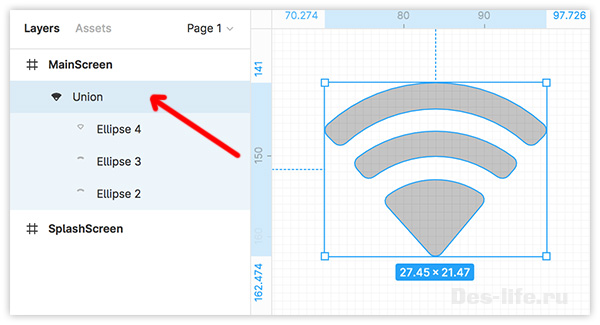 Layers Assets Page 1
MainScreen
Union
Ellipse 4
Ellipse 3
Ellipse 2
SplashScreen
70.274 80 90 97.726
141
150
160
162.474
27.45 × 21.47
Des-life.ru